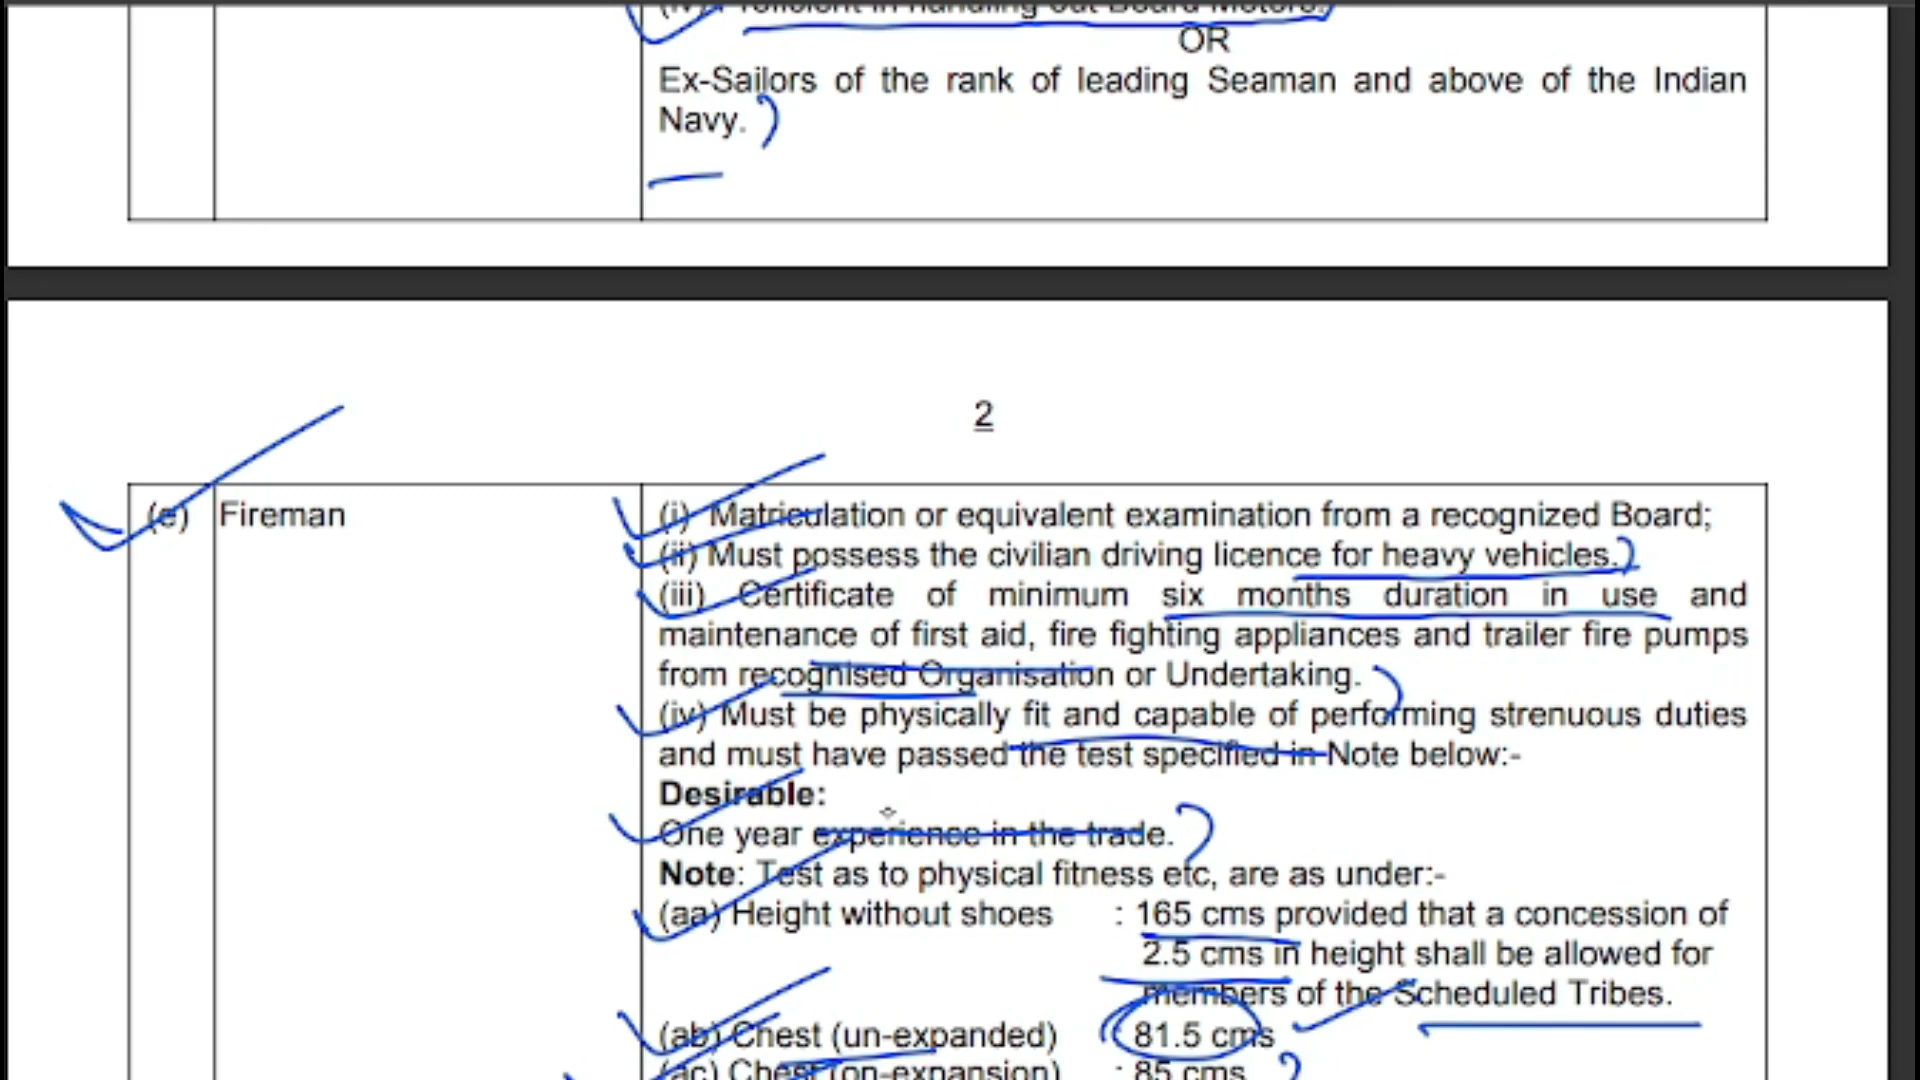 (iv) Proficient in handling out Board Motors.
OR
Ex-Sailors of the rank of leading Seaman and above of the Indian
Navy.
2
(e) Fireman
(i) Matriculation or equivalent examination from a recognized Board;
(ii) Must possess the civilian driving licence for heavy vehicles.
(iii) Certificate of minimum six months duration in use and
maintenance of first aid, fire fighting appliances and trailer fire pumps
from recognised Organisation or Undertaking.
(iv) Must be physically fit and capable of performing strenuous duties
and must have passed the test specified in Note below:-
Desirable:
One year experience in the trade.
Note: Test as to physical fitness etc, are as under:-
(aa) Height without shoes : 165 cms provided that a concession of
2.5 cms in height shall be allowed for
members of the Scheduled Tribes.
(ab) Chest (un-expanded) : 81.5 cms
(ac) Chest (on-expansion) : 85 cms